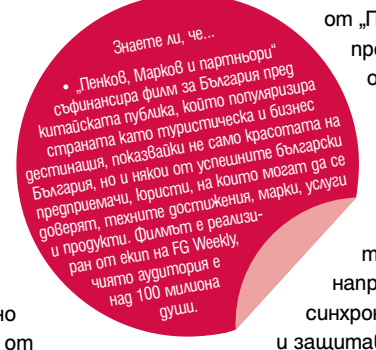 Знаете ли, че...
• „Пенков, Марков и партньори“
съфинансира филм за България пред
китайската публика, който популяризира
страната като туристическа и бизнес
дестинация, показвайки не само красотата на
България, но и някои от успешните български
предприемачи, юристи, на които могат да се
доверят, техните достижения, марки, услуги
и продукти. Филмът е реализи-
ран от екип на FG Weekly,
чиято аудитория е
над 100 милиона
души.
от „П
пр
о
т
напр
синхрон
и защита
но
от